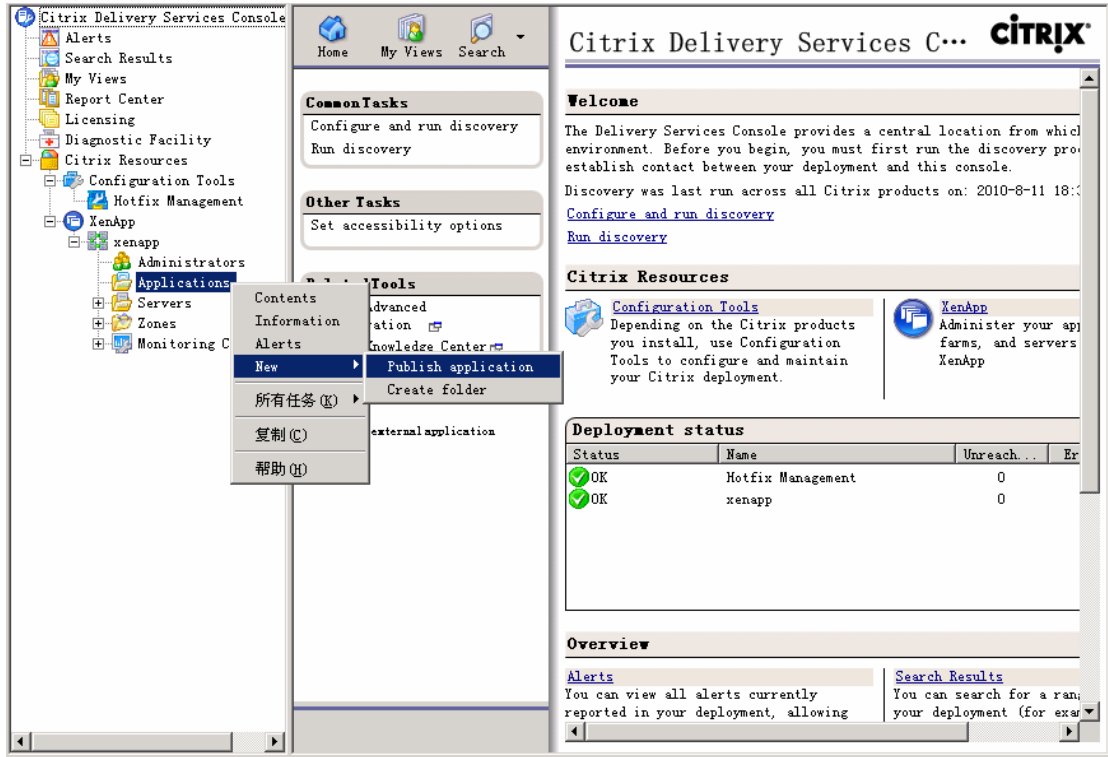 Citrix Delivery Services Console
Alerts
Search Results
My Views
Report Center
Licensing
Diagnostic Facility
Citrix Resources
Configuration Tools
Hotfix Management
XenApp
xenapp
Administrators
Applications
Servers
Zones
Monitoring C
Contents
Information
Alerts
New
所有任务(K)
复制(C)
帮助(H)
Publish application
Create folder
Home
My Views
Search
Common Tasks
Configure and run discovery
Run discovery
Other Tasks
Set accessibility options
Tools
Advanced
Knowledge Center
external application
Citrix Delivery Services C...
CITRIX
Welcome
The Delivery Services Console provides a central location from which
environment. Before you begin, you must first run the discovery pro
establish contact between your deployment and this console.
Discovery was last run across all Citrix products on: 2010-8-11 18:
Configure and run discovery
Run discovery
Citrix Resources
Configuration Tools
Depending on the Citrix products
you install, use Configuration
Tools to configure and maintain
your Citrix deployment.
XenApp
Administer your app
farms, and servers
XenApp
Deployment status
Status Name Unreach... Er
OK Hotfix Management 0
OK xenapp 0
Overview
Alerts
You can view all alerts currently
reported in your deployment, allowing
Search Results
You can search for a rang
your deployment (for exam